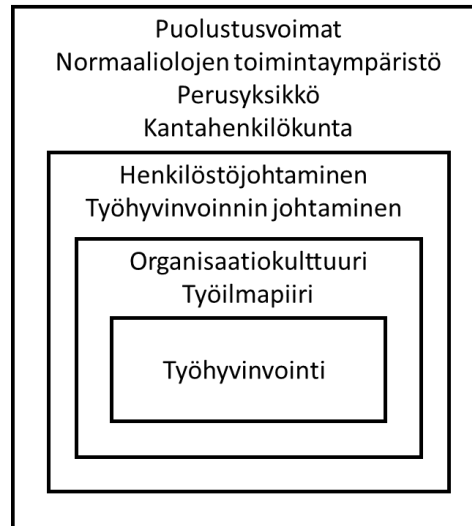 Puolustusvoimat
Normaaliolojen toimintaympäristö
Perusyksikkö
Kantahenkilökunta
Henkilöstöjohtaminen
Työhyvinvoinnin johtaminen
Organisaatiokulttuuri
Työilmapiiri
Työhyvinvointi